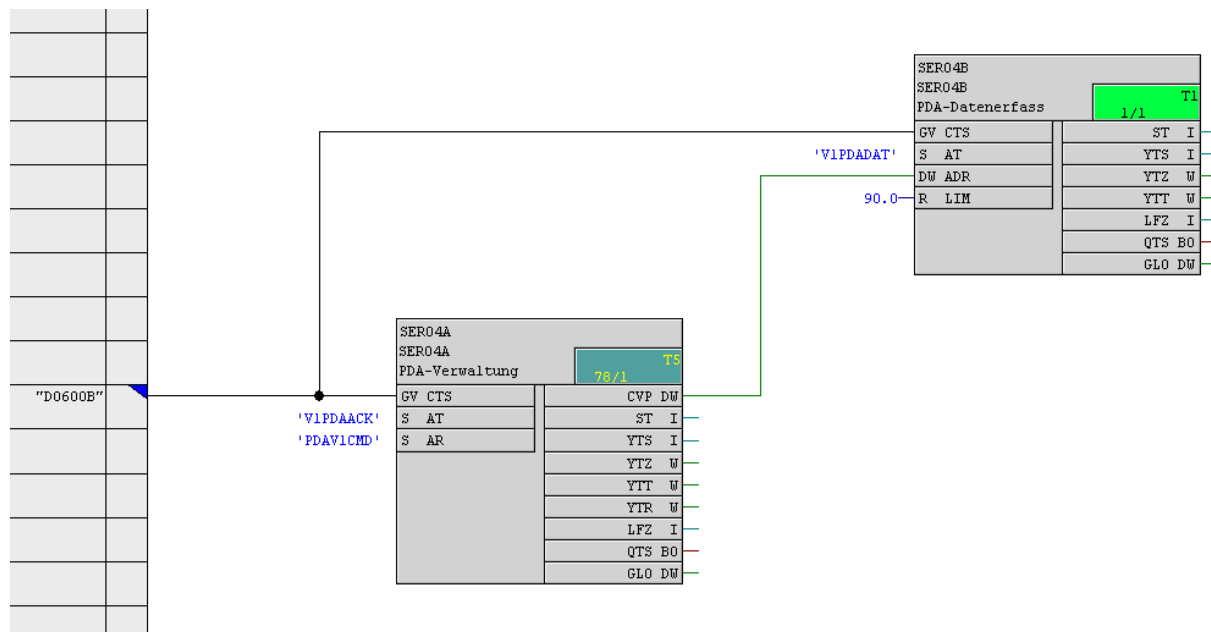 SER04B
SER04B
PDA-Datenerfass
T1
1/1
GV CTS
ST I
'V1PDADAT'
S AT
YTS I
DW ADR
YTZ W
90.0
R LIM
YTT W
LFZ I
QTS BO
GLO DW
SER04A
SER04A
PDA-Verwaltung
T5
78/1
"D0600B"
GV CTS
CVP DW
'V1PDAACK'
S AT
ST I
'PDAV1CMD'
S AR
YTS I
YTZ W
YTT W
YTR W
LFZ I
QTS BO
GLO DW